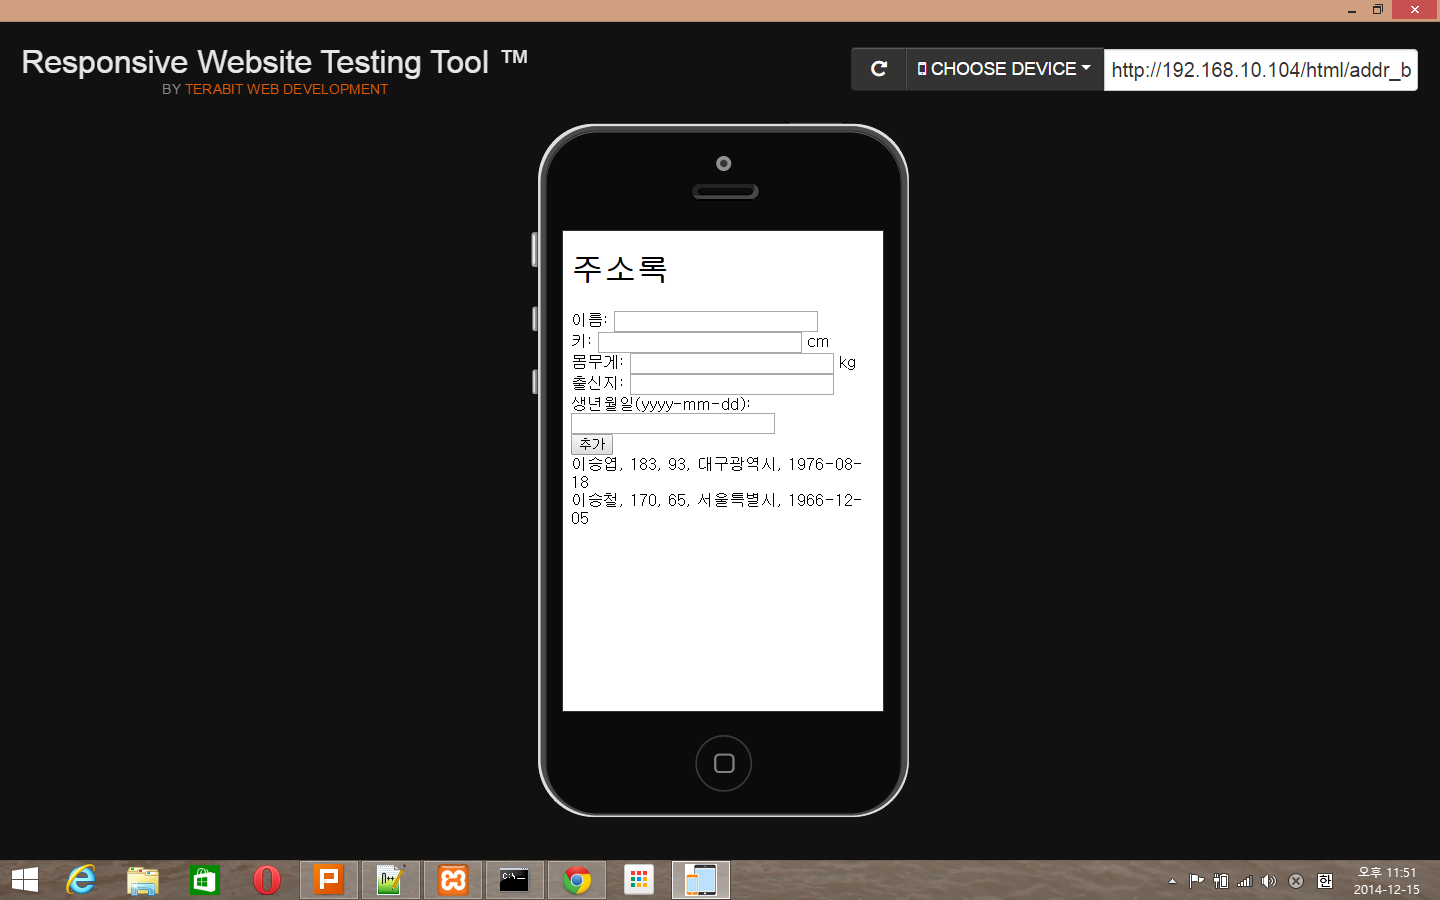 Responsive Website Testing Tool ™
BY TERABIT WEB DEVELOPMENT
CHOOSE DEVICE
http://192.168.10.104/html/addr_b
주소록
이름:
키: cm
몸무게: kg
출신지:
생년월일(yyyy-mm-dd):
추가
이승엽, 183, 93, 대구광역시, 1976-08-
18
이승철, 170, 65, 서울특별시, 1966-12-
05
한
오후 11:51
2014-12-15